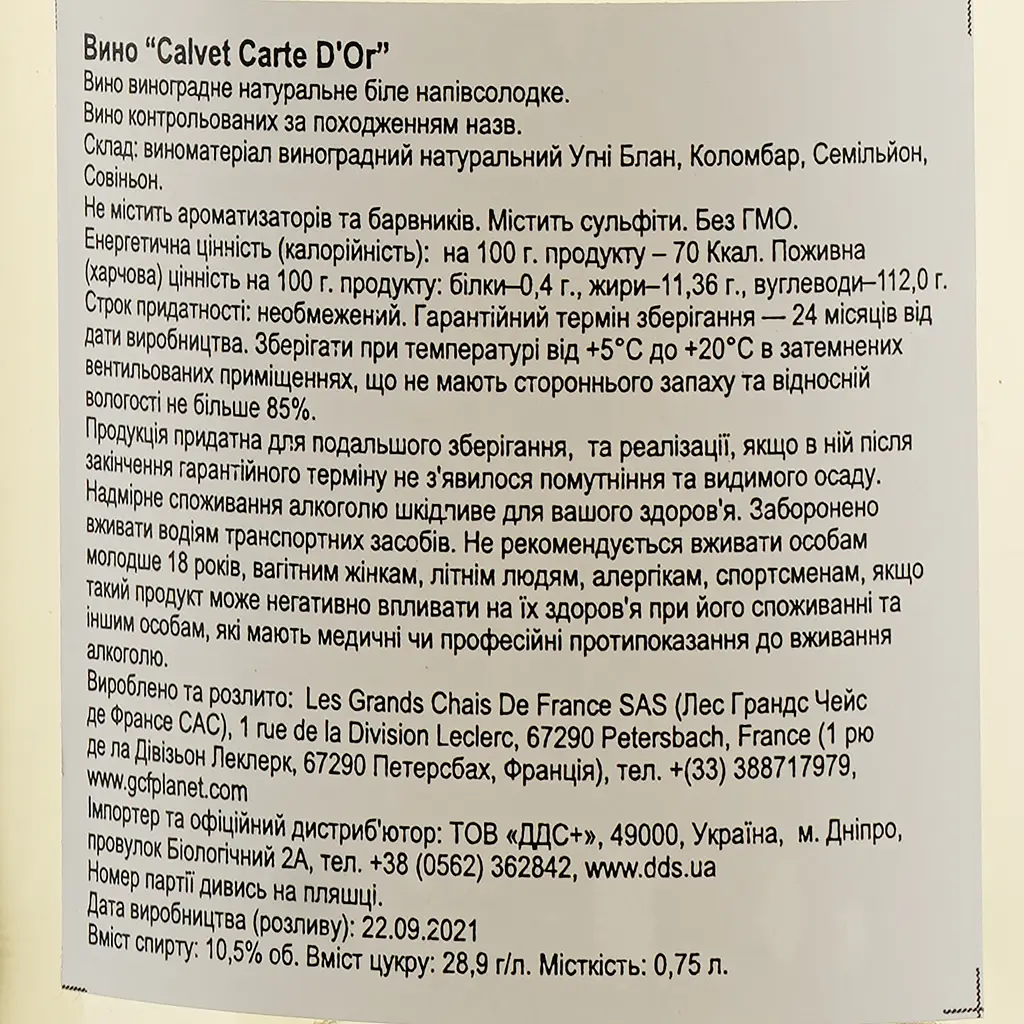 Вино “Calvet Carte D'Or”
Вино виноградне натуральне біле напівсолодке.
Вино контрольованих за походженням назв.
Склад: виноматеріал виноградний натуральний Угні Блан, Коломбар, Семільйон,
Совіньон.
Не містить ароматизаторів та барвників. Містить сульфіти. Без ГМО.
Енергетична цінність (калорійність):  на 100 г. продукту – 70 Ккал. Поживна
(харчова) цінність на 100 г. продукту: білки–0,4 г., жири–11,36 г., вуглеводи–112,0 г.
Строк придатності: необмежений. Гарантійний термін зберігання — 24 місяців від
дати виробництва. Зберігати при температурі від +5°С до +20°С в затемнених
вентильованих приміщеннях, що не мають стороннього запаху та відносній
вологості не більше 85%.
Продукція придатна для подальшого зберігання,  та реалізації, якщо в ній після
закінчення гарантійного терміну не з'явилося помутніння та видимого осаду.
Надмірне споживання алкоголю шкідливе для вашого здоров'я. Заборонено
вживати водіям транспортних засобів. Не рекомендується вживати особам
молодше 18 років, вагітним жінкам, літнім людям, алергікам, спортсменам, якщо
такий продукт може негативно впливати на їх здоров'я при його споживанні та
іншим особам, які мають медичні чи професійні протипоказання до вживання
алкоголю.
Вироблено та розлито:  Les Grands Chais De France SAS (Лес Грандс Чейс
де Франсе САС), 1 rue de la Division Leclerc, 67290 Petersbach, France (1 рю
де ла Дівізьон Леклерк, 67290 Петерсбах, Франція), тел. +(33) 388717979,
www.gcfplanet.com
Імпортер та офіційний дистриб'ютор: ТОВ «ДДС+», 49000, Україна,  м. Дніпро,
провулок Біологічний 2А, тел. +38 (0562) 362842, www.dds.ua
Номер партії дивись на пляшці.
Дата виробництва (розливу): 22.09.2021
Вміст спирту: 10,5% об. Вміст цукру: 28,9 г/л. Місткість: 0,75 л.